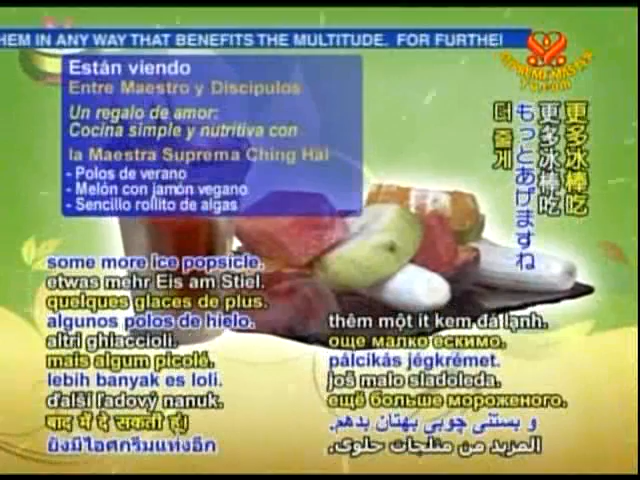 HEM IN ANY WAY THAT BENEFITS THE MULTITUDE. FOR FURTHE
SUPREME MASTER
TV.com
Están viendo
Entre Maestro y Discipulos
Un regalo de amor:
Cocina simple y nutritiva con
la Maestra Suprema Ching Hai
- Polos de verano
- Melón con jamón vegano
- Sencillo rollito de algas
更多冰棒吃
更多冰棒吃
もっとあげますね
더 줄게
some more ice popsicle.
etwas mehr Eis am Stiel.
quelques glaces de plus.
algunos polos de hielo.
altri ghiaccioli.
mais algum picolé.
lebih banyak es loli.
ďalší ľadový nanuk.
बाद में दे सकती हूं!
ยังมีไอศกรีมแท่งอีก
thêm một ít kem đá lạnh.
още малко ескимо.
pálcikás jégkrémet.
još malo sladoleda.
ещё больше мороженого.
و بستنی چوبی بهتان بدهم.
المزيد من مثلجات حلوى.